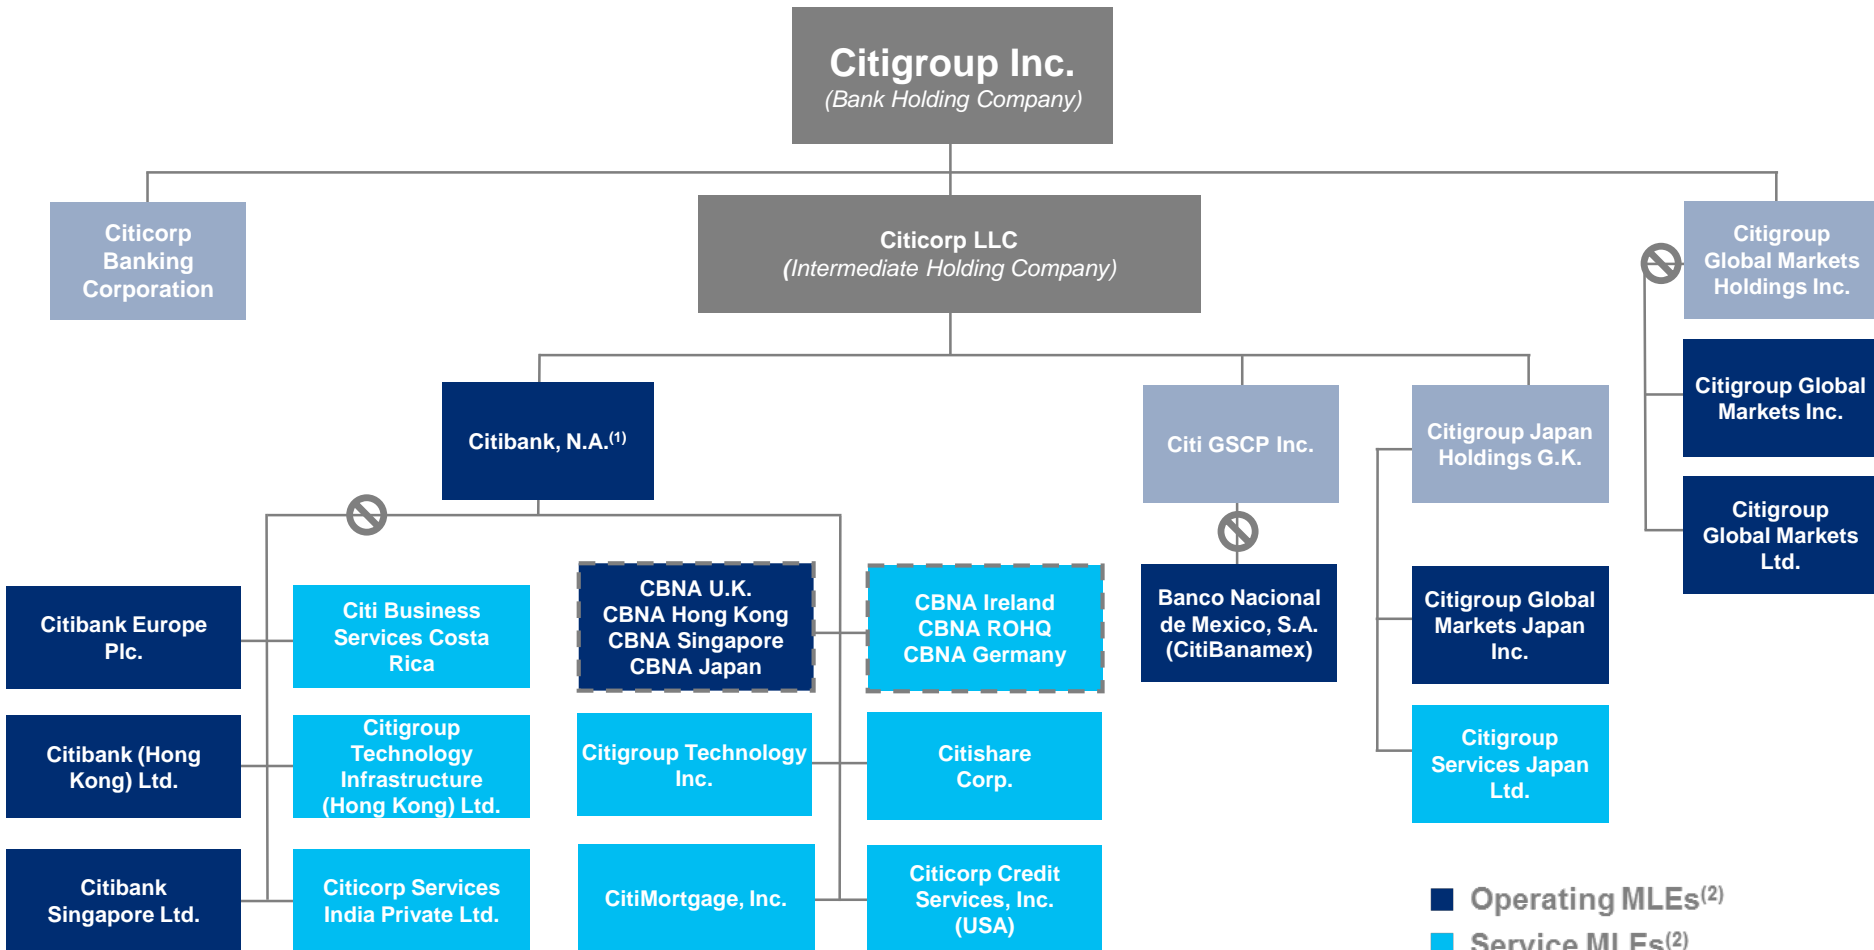 Citigroup Inc.
(Bank Holding Company)
Citicorp
Banking
Corporation
Citicorp LLC
(Intermediate Holding Company)
Citigroup
Global Markets
Holdings Inc.
Citigroup Global
Markets Inc.
Citigroup
Global Markets
Ltd.
Citibank, N.A.(1)
Citi GSCP Inc.
Citigroup Japan
Holdings G.K.
Citibank Europe
Plc.
Citi Business
Services Costa
Rica
CBNA U.K.
CBNA Hong Kong
CBNA Singapore
CBNA Japan
CBNA Ireland
CBNA ROHQ
CBNA Germany
Banco Nacional
de Mexico, S.A.
(CitiBanamex)
Citigroup Global
Markets Japan
Inc.
Citibank (Hong
Kong) Ltd.
Citigroup
Technology
Infrastructure
(Hong Kong) Ltd.
Citigroup Technology
Inc.
Citishare
Corp.
Citigroup
Services Japan
Ltd.
Citibank
Singapore Ltd.
Citicorp Services
India Private Ltd.
CitiMortgage, Inc.
Citicorp Credit
Services, Inc.
(USA)
Operating MLEs(2)
Service MLEs(2)